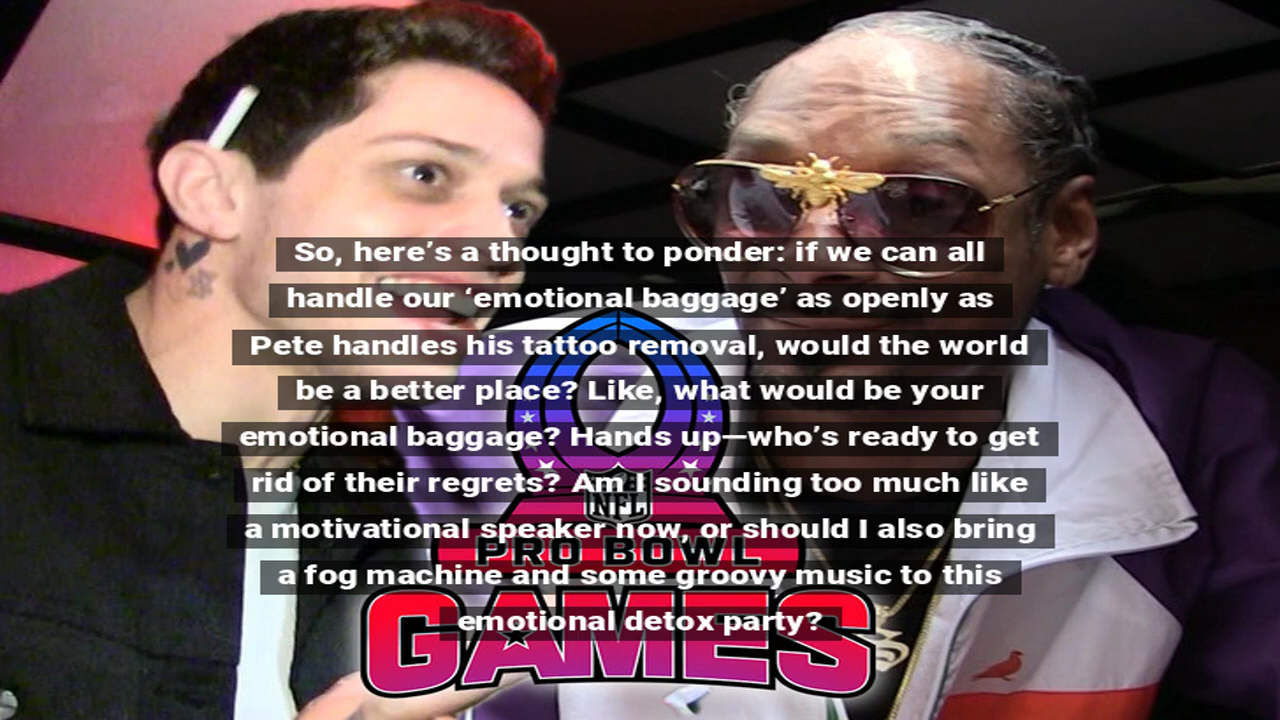 So, here’s a thought to ponder: if we can all
handle our ‘emotional baggage’ as openly as
Pete handles his tattoo removal, would the world
be a better place? Like, what would be your
emotional baggage? Hands up—who’s ready to get
rid of their regrets? Am I sounding too much like
NFL
a motivational speaker now, or should I also bring
PRO BOWL
a fog machine and some groovy music to this
emotional detox party?
GAMES